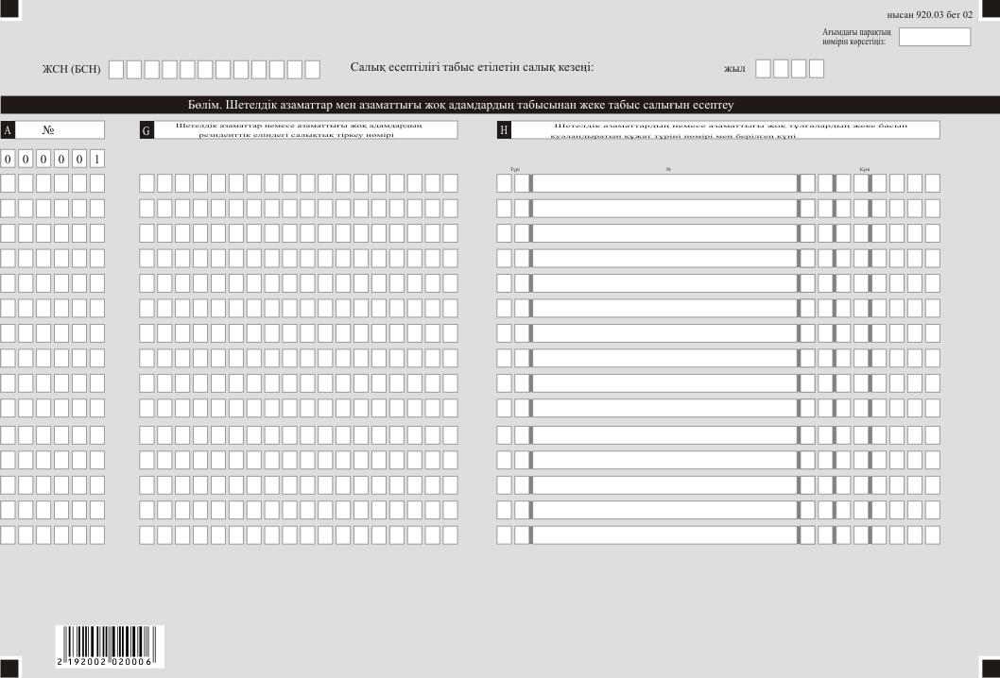 нысан 920.03 бет 02
Ағымдағы парақтың
нөмірін көрсетіңіз:
ЖСН (БСН)
Салық есептілігі табыс етілетін салық кезеңі:
жыл
Бөлім. Шетелдік азаматтар мен азаматтығы жоқ адамдардың табысынан жеке табыс салығын есептеу
A №
G Шетелдік азаматтар немесе азаматтығы жоқ адамдардың
резиденттік еліндегі салықтық тіркеу нөмірі
H Шетелдік азаматтардың немесе азаматтығы жоқ тұлғалардың жеке басын
куәландыратын құжат түріні нөмірі мен берілген күні
0 0 0 0 0 1
Түрі № Күні
2 192002 020006